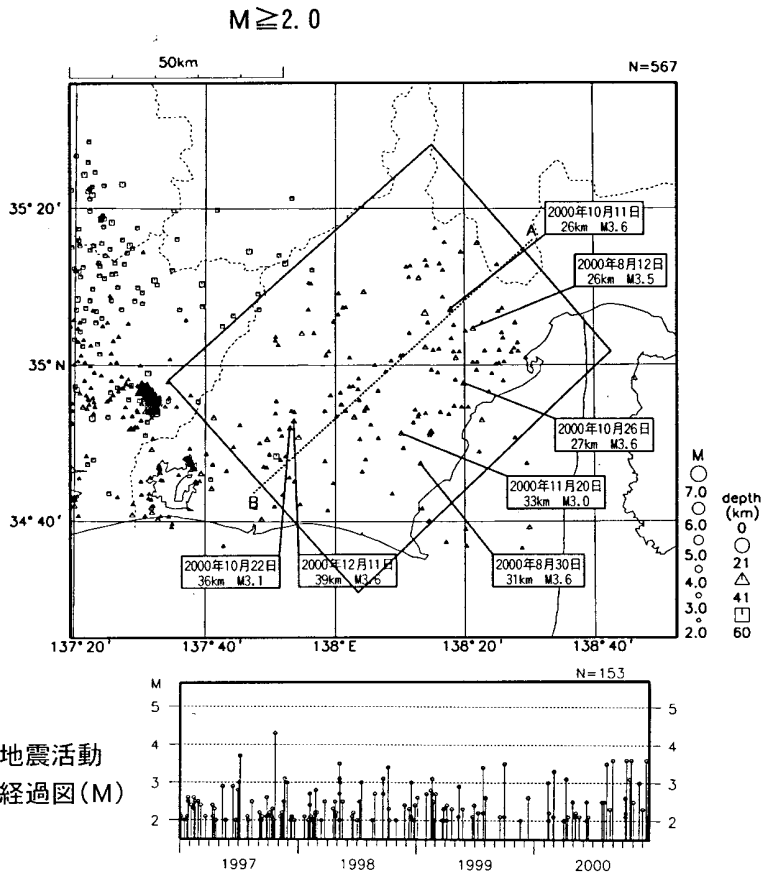 M≧2.0
50km
N=567
35°20'
35°N
34°40'
137°20'
137°40'
138°E
138°20'
138°40'
A
B
2000年10月11日
26km M3.6
2000年8月12日
26km M3.5
2000年10月26日
27km M3.6
2000年11月20日
33km M3.0
2000年8月30日
31km M3.6
2000年10月22日
36km M3.1
2000年12月11日
39km M3.6
M
7.0
6.0
5.0
4.0
3.0
2.0
depth
(km)
0
21
41
60
地震活動
経過図(M)
N=153
M
5
4
3
2
5
4
3
2
1997
1998
1999
2000